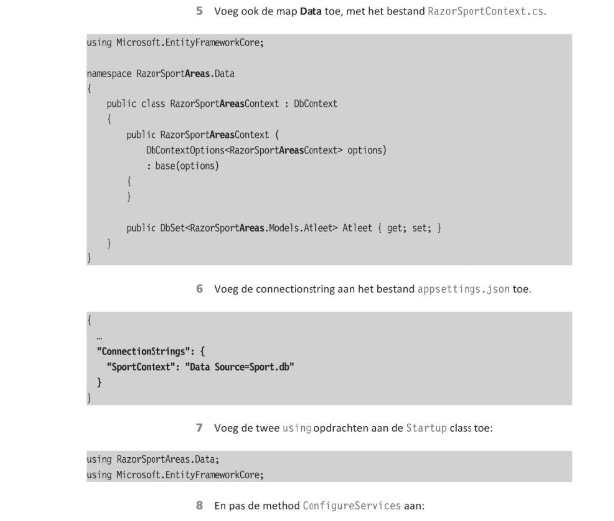 5 Voeg ook de map Data toe, met het bestand RazorSportContext.cs.
using Microsoft.EntityFrameworkCore;
namespace RazorSportAreas.Data
{
public class RazorSportAreasContext : DbContext
{
public RazorSportAreasContext (
DbContextOptions<RazorSportAreasContext> options)
: base(options)
{
}
public DbSet<RazorSportAreas.Models.Atleet> Atleet { get; set; }
}
}
6 Voeg de connectionstring aan het bestand appsettings.json toe.
{
…
"ConnectionStrings": {
"SportContext": "Data Source=Sport.db"
}
}
7 Voeg de twee using opdrachten aan de Startup class toe:
using RazorSportAreas.Data;
using Microsoft.EntityFrameworkCore;
8 En pas de method ConfigureServices aan: